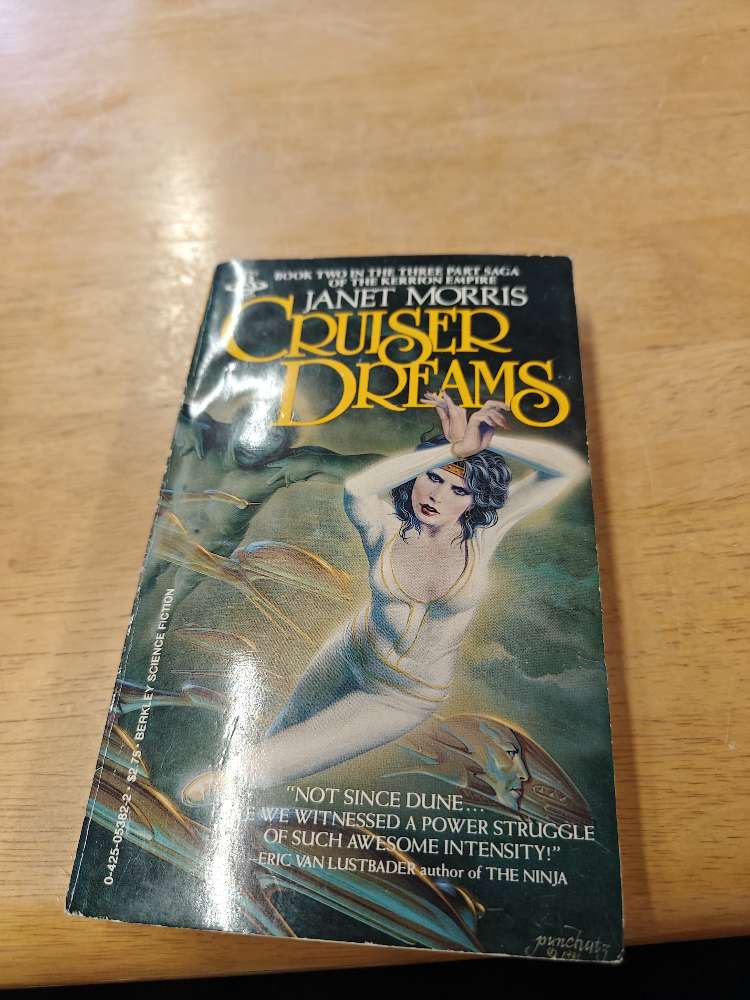 BOOK TWO IN THE THREE PART SAGA
OF THE KERRION EMPIRE
JANET MORRIS
CRUISER
DREAMS
0-425-05382-2 • $2.75 • BERKLEY SCIENCE FICTION
"NOT SINCE DUNE...
WE WITNESSED A POWER STRUGGLE
OF SUCH AWESOME INTENSITY!"
—ERIC VAN LUSTBADER author of THE NINJA
punchatz